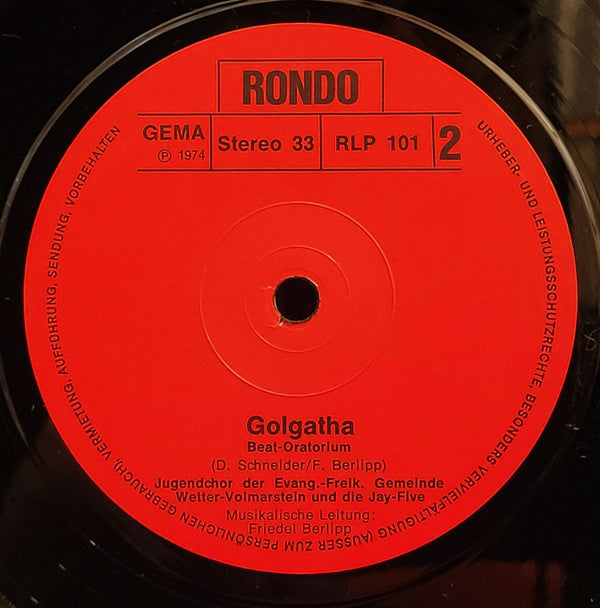 RONDO
GEMA
℗ 1974
Stereo 33
RLP 101
2
Golgatha
Beat-Oratorium
(D. Schneider/F. Berlipp)
Jugendchor der Evang.-Freik. Gemeinde
Wetter-Volmarstein und die Jay-Five
Musikalische Leitung:
Friedel Berlipp
URHEBER- UND LEISTUNGSSCHUTZRECHTE, BESONDERS VERVIELFÄLTIGUNG (AUSSER ZUM PERSÖNLICHEN GEBRAUCH), VERMIETUNG, AUFFÜHRUNG, SENDUNG, VORBEHALTEN